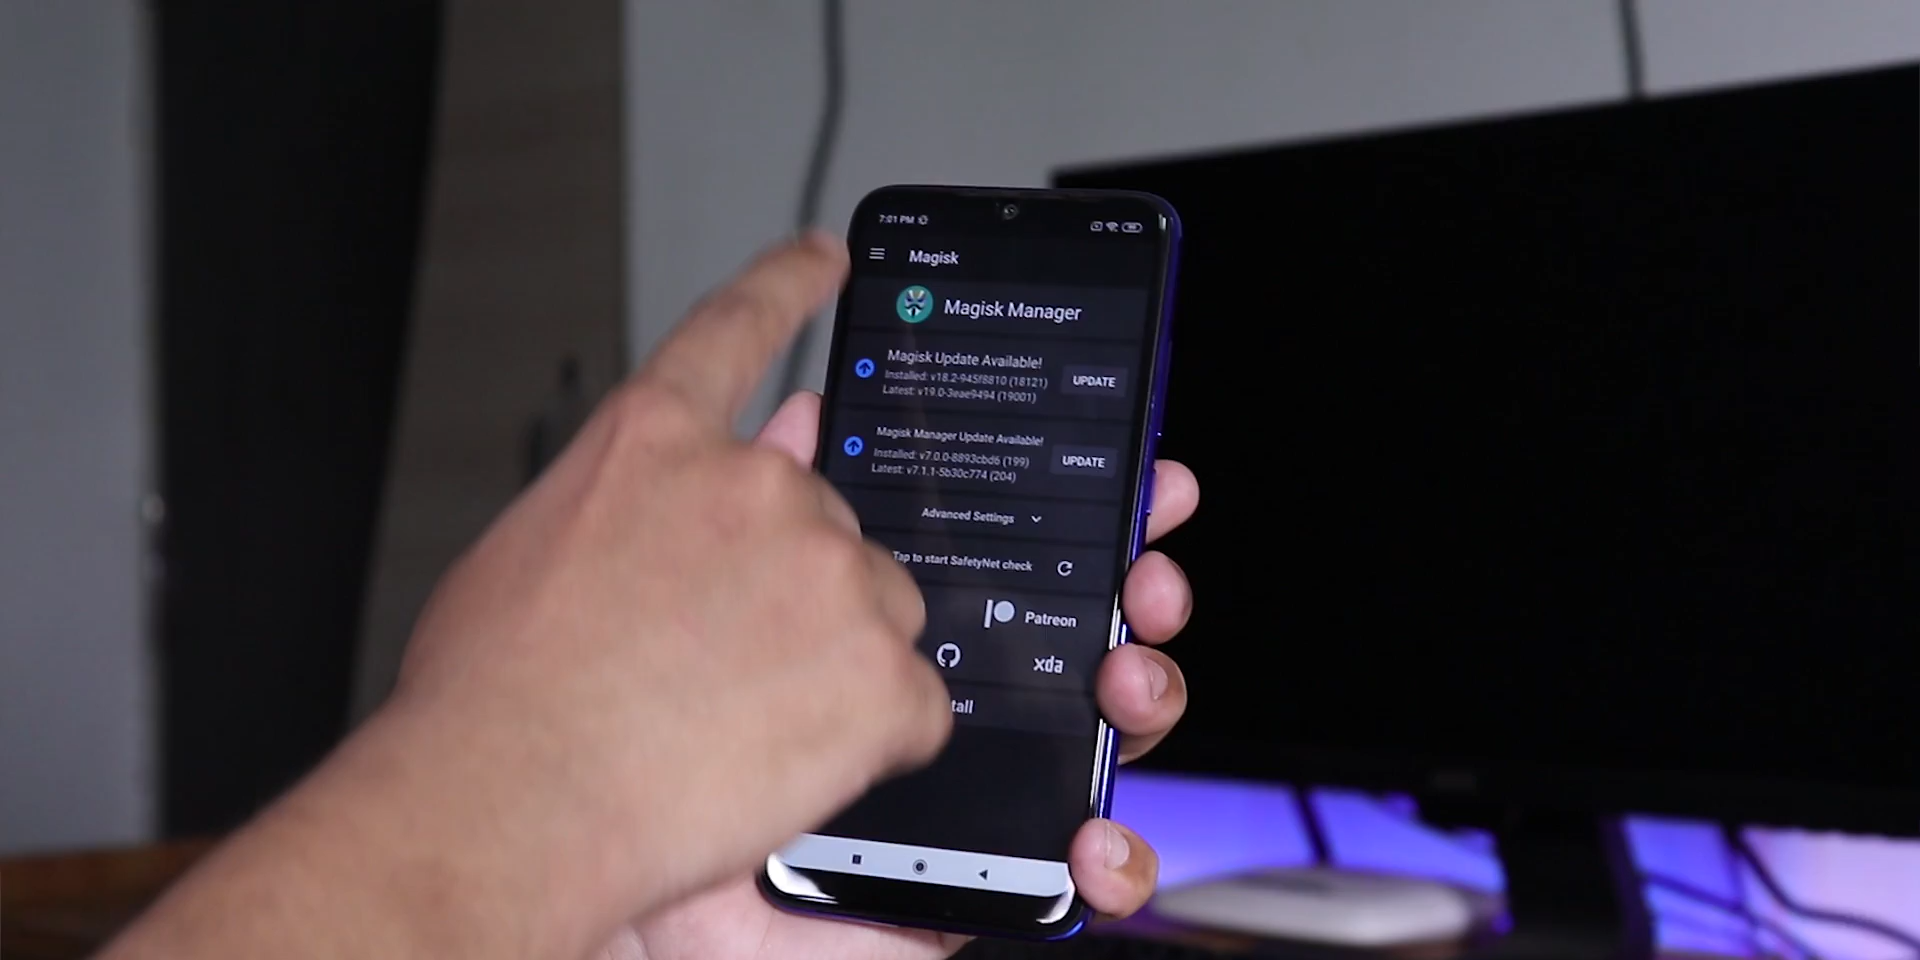 7:01 PM
Magisk
Magisk Manager
Magisk Update Available!
Installed: v18.2-945f8810 (18121)
Latest: v19.0-3eae9494 (19001)
UPDATE
Magisk Manager Update Available!
Installed: v7.0.0-8893cbd6 (199)
Latest: v7.1.1-5b30c774 (204)
UPDATE
Advanced Settings
Tap to start SafetyNet check
Patreon
xda
tall